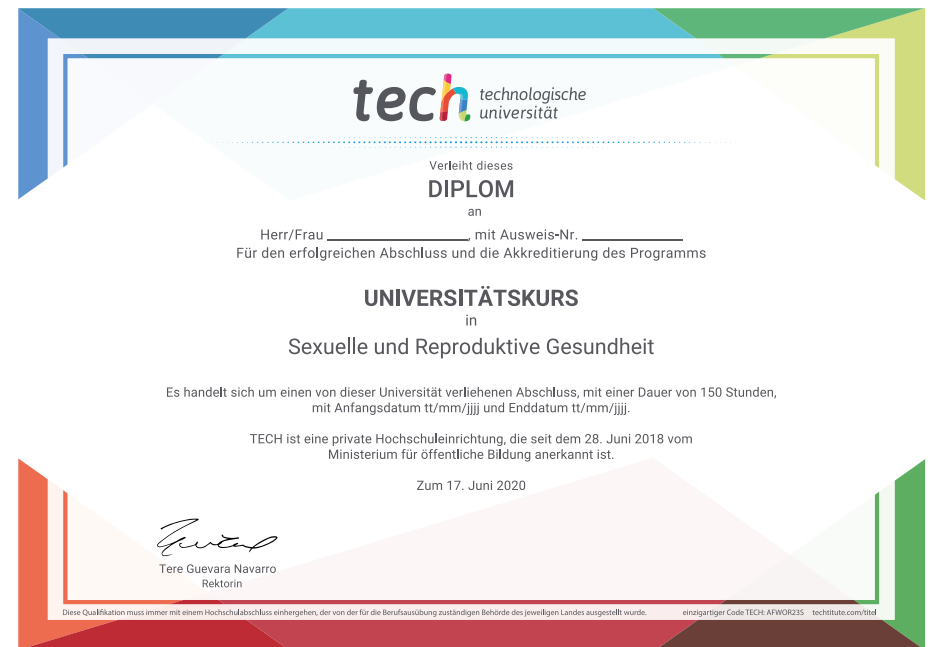 tech technologische
universität
Verleiht dieses
DIPLOM
an
Herr/Frau ____________________, mit Ausweis-Nr. ______________
Für den erfolgreichen Abschluss und die Akkreditierung des Programms
UNIVERSITÄTSKURS
in
Sexuelle und Reproduktive Gesundheit
Es handelt sich um einen von dieser Universität verliehenen Abschluss, mit einer Dauer von 150 Stunden,
mit Anfangsdatum tt/mm/jjjj und Enddatum tt/mm/jjjj.
TECH ist eine private Hochschuleinrichtung, die seit dem 28. Juni 2018 vom
Ministerium für öffentliche Bildung anerkannt ist.
Zum 17. Juni 2020
Tere Guevara Navarro
Rektorin
Diese Qualifikation muss immer mit einem Hochschulabschluss einhergehen, der von der für die Berufsausübung zuständigen Behörde des jeweiligen Landes ausgestellt wurde. einzigartiger Code TECH: AFWOR23S techtitute.com/titel